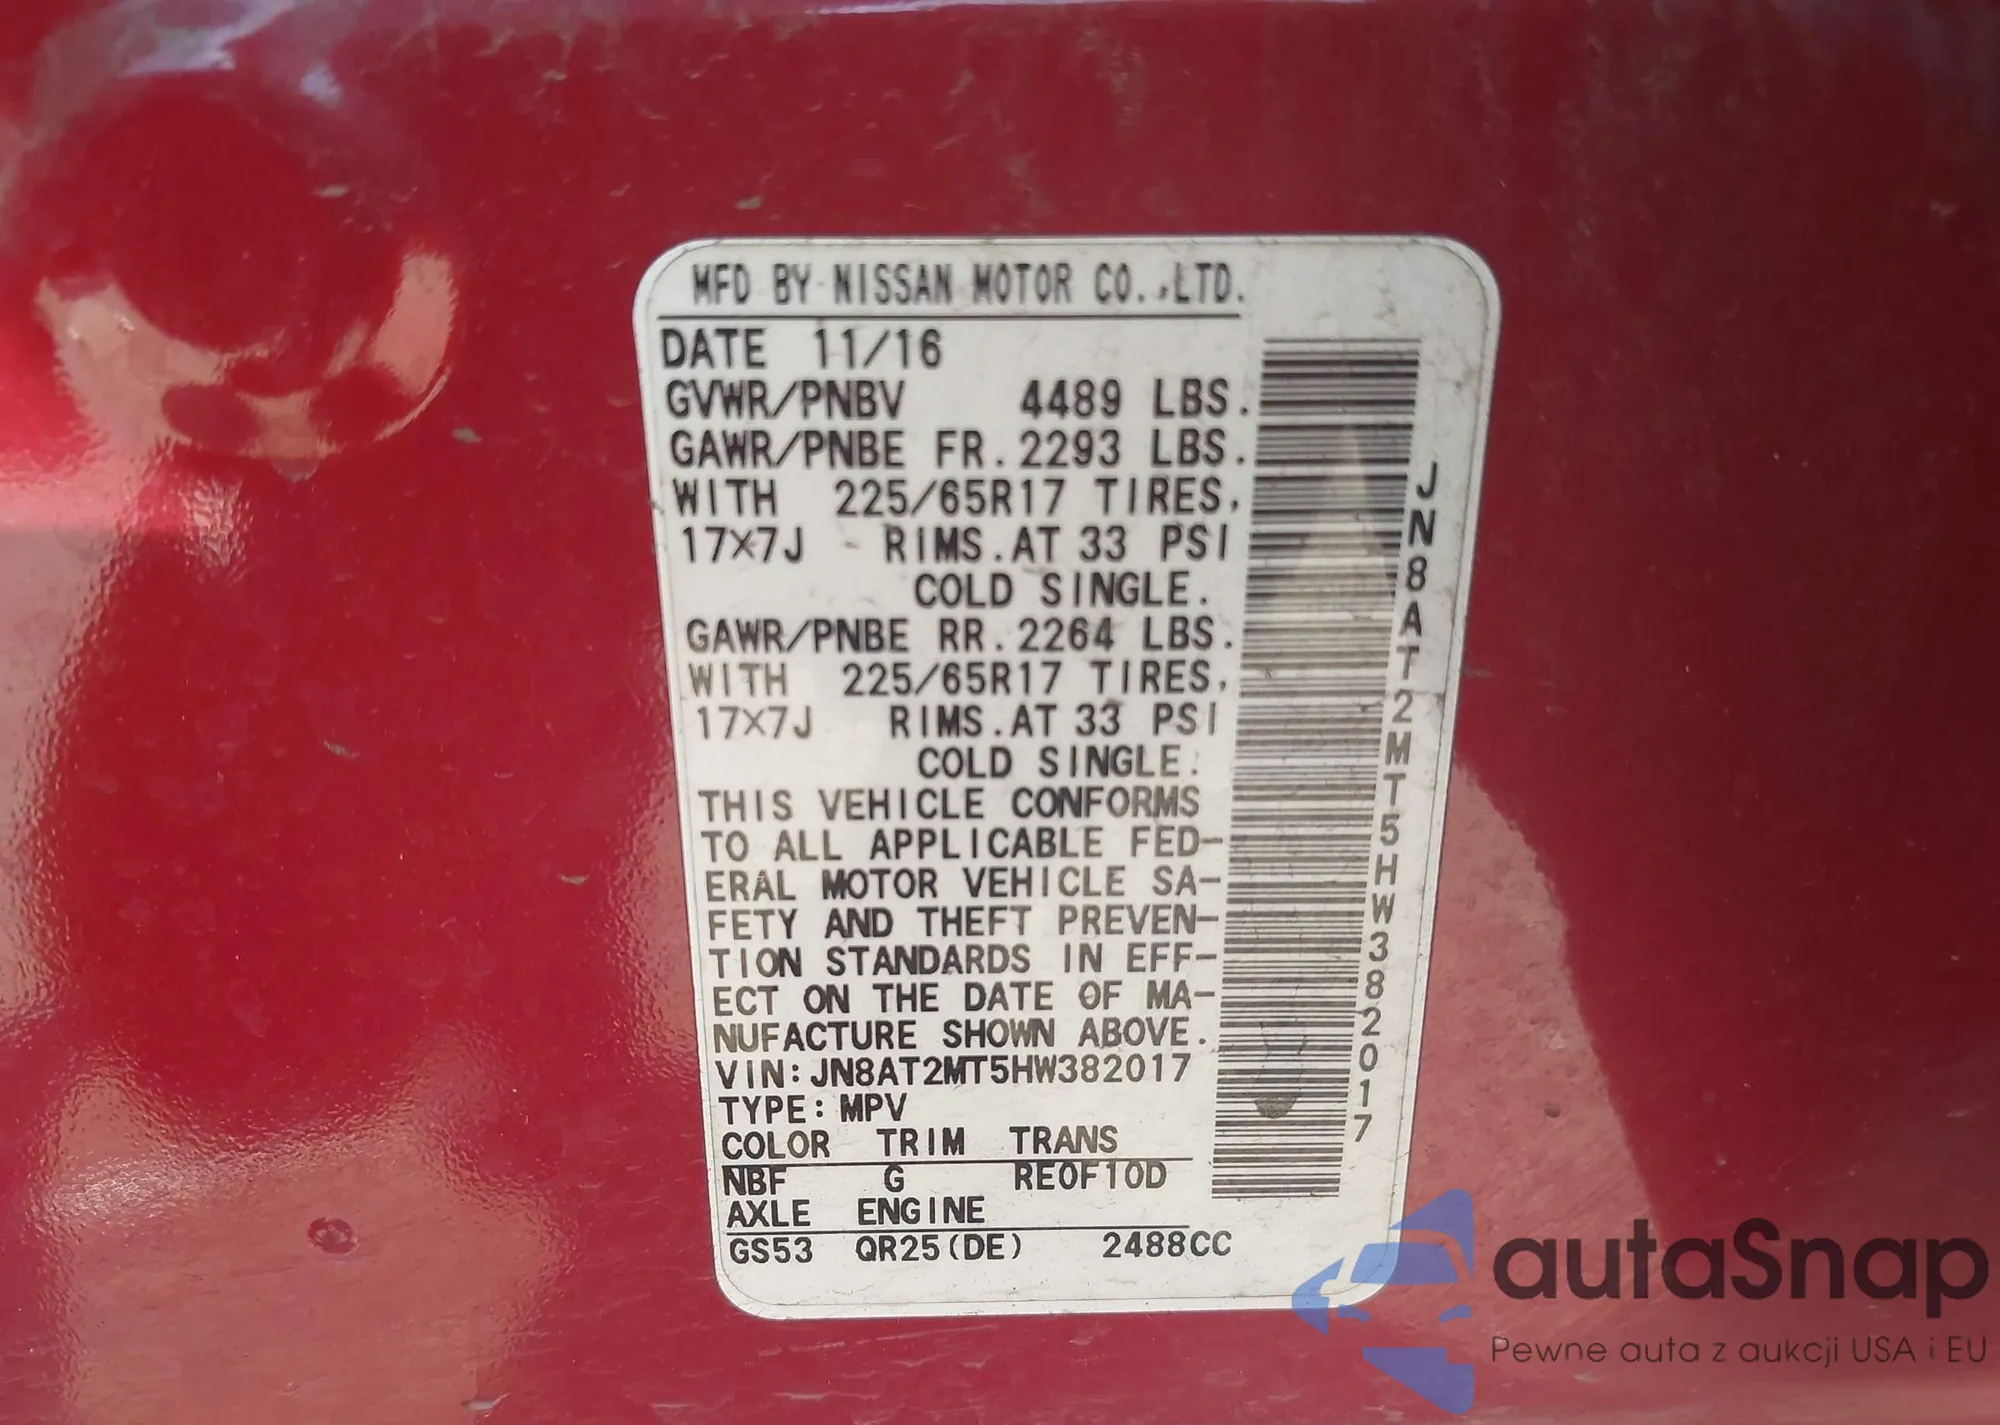 MFD BY NISSAN MOTOR CO.,LTD.
DATE 11/16
GVWR/PNBV 4489 LBS.
GAWR/PNBE FR. 2293 LBS.
WITH 225/65R17 TIRES,
17X7J RIMS.AT 33 PSI
COLD SINGLE.
GAWR/PNBE RR. 2264 LBS.
WITH 225/65R17 TIRES,
17X7J RIMS.AT 33 PSI
COLD SINGLE.
THIS VEHICLE CONFORMS
TO ALL APPLICABLE FED-
ERAL MOTOR VEHICLE SA-
FETY AND THEFT PREVEN-
TION STANDARDS IN EFF-
ECT ON THE DATE OF MA-
NUFACTURE SHOWN ABOVE.
VIN: JN8AT2MT5HW382017
TYPE: MPV
COLOR TRIM TRANS
NBF G RE0F10D
AXLE ENGINE
GS53 QR25(DE) 2488CC
JN8AT2MT5HW382017
autaSnap
Pewne auta z aukcji USA i EU